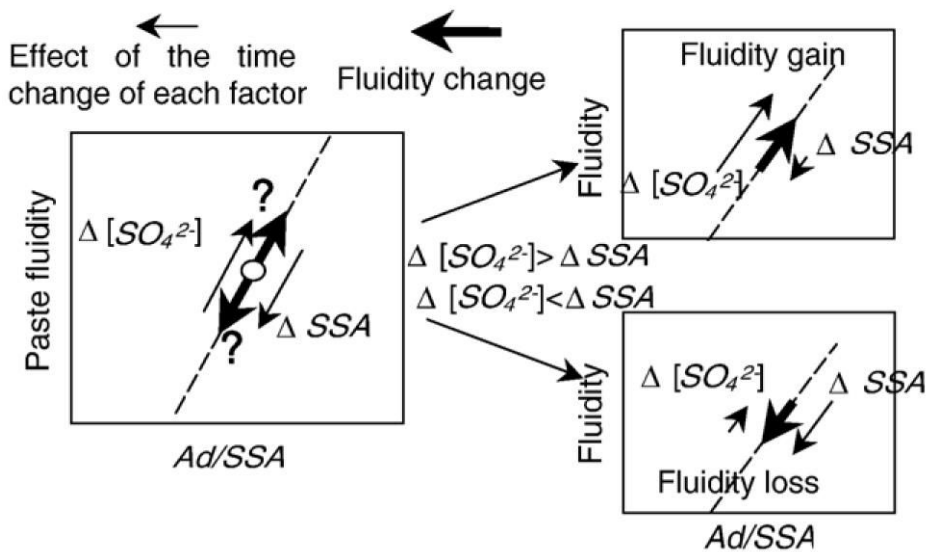 Effect of the time
change of each factor
Fluidity change
Paste fluidity
?
Δ [SO₄²⁻]
Δ SSA
?
Ad/SSA
Δ [SO₄²⁻]> Δ SSA
Δ [SO₄²⁻]< Δ SSA
Fluidity
Fluidity gain
Δ SSA
Δ [SO₄²⁻]
Fluidity
Δ [SO₄²⁻]
Δ SSA
Fluidity loss
Ad/SSA